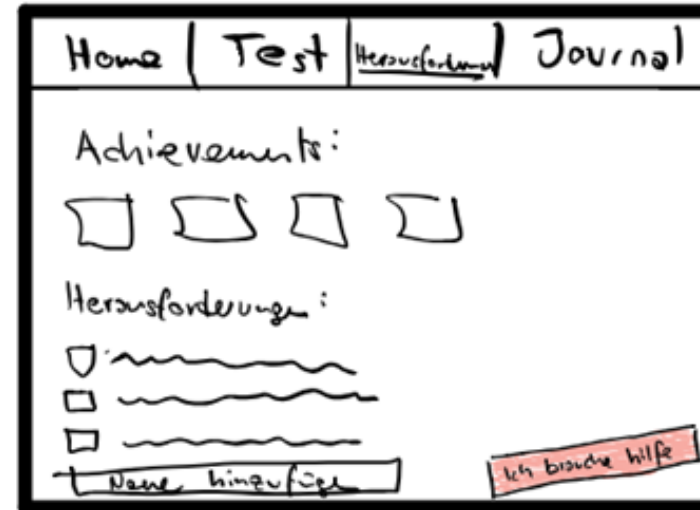 Home Test Herausforderung Journal
Achievements:
Herausforderungen:
Neue hinzufügen
Ich brauche hilfe